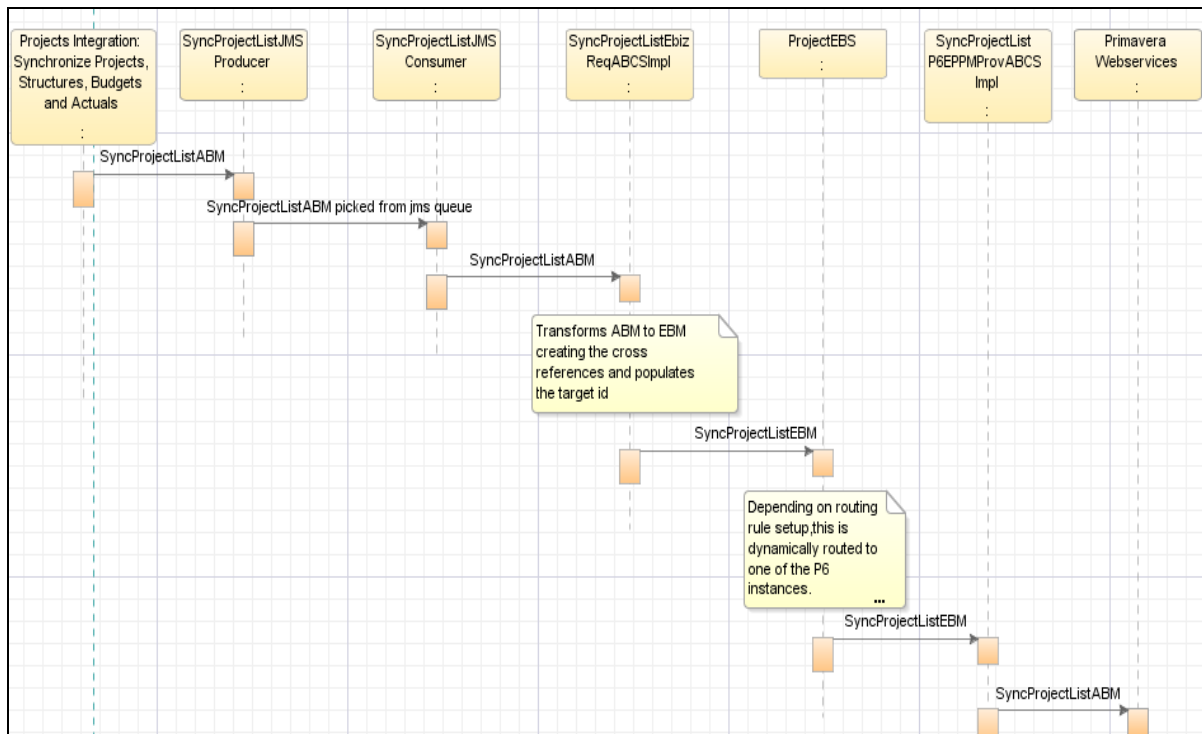 Projects Integration:
Synchronize Projects,
Structures, Budgets
and Actuals
:
SyncProjectListJMS
Producer
:
SyncProjectListJMS
Consumer
:
SyncProjectListEbiz
ReqABCSImpl
:
ProjectEBS
:
SyncProjectList
P6EPPMProvABCS
Impl
:
Primavera
Webservices
:
SyncProjectListABM
SyncProjectListABM picked from jms queue
SyncProjectListABM
Transforms ABM to EBM
creating the cross
references and populates
the target id
SyncProjectListEBM
Depending on routing
rule setup,this is
dynamically routed to
one of the P6
instances.
...
SyncProjectListEBM
SyncProjectListABM